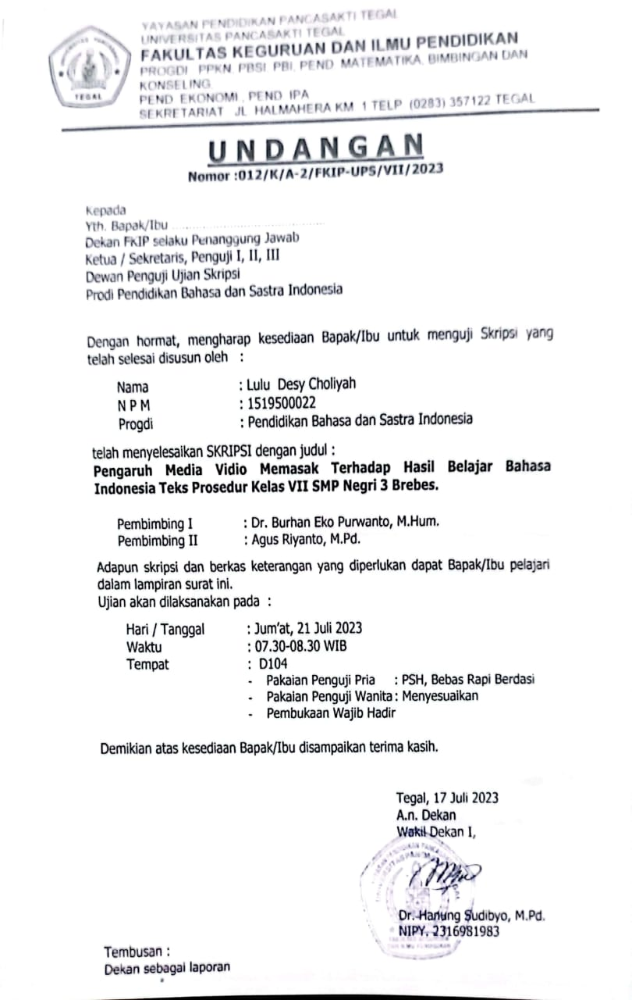 YAYASAN PENDIDIKAN PANCASAKTI TEGAL
UNIVERSITAS PANCASAKTI TEGAL
FAKULTAS KEGURUAN DAN ILMU PENDIDIKAN
PROGDI PPKN, PBSI, PBI, PEND MATEMATIKA, BIMBINGAN DAN
KONSELING
PEND EKONOMI , PEND IPA
SEKRETARIAT JL HALMAHERA KM 1 TELP (0283) 357122 TEGAL
TEGAL
UNDANGAN
Nomor :012/K/A-2/FKIP-UPS/VII/2023
Kepada
Yth. Bapak/Ibu ........................................
Dekan FKIP selaku Penanggung Jawab
Ketua / Sekretaris, Penguji I, II, III
Dewan Penguji Ujian Skripsi
Prodi Pendidikan Bahasa dan Sastra Indonesia
Dengan hormat, mengharap kesediaan Bapak/Ibu untuk menguji Skripsi yang
telah selesai disusun oleh :
Nama : Lulu Desy Choliyah
N P M : 1519500022
Progdi : Pendidikan Bahasa dan Sastra Indonesia
telah menyelesaikan SKRIPSI dengan judul :
Pengaruh Media Vidio Memasak Terhadap Hasil Belajar Bahasa
Indonesia Teks Prosedur Kelas VII SMP Negri 3 Brebes.
Pembimbing I : Dr. Burhan Eko Purwanto, M.Hum.
Pembimbing II : Agus Riyanto, M.Pd.
Adapun skripsi dan berkas keterangan yang diperlukan dapat Bapak/Ibu pelajari
dalam lampiran surat ini.
Ujian akan dilaksanakan pada :
Hari / Tanggal : Jum'at, 21 Juli 2023
Waktu : 07.30-08.30 WIB
Tempat : D104
- Pakaian Penguji Pria : PSH, Bebas Rapi Berdasi
- Pakaian Penguji Wanita : Menyesuaikan
- Pembukaan Wajib Hadir
Demikian atas kesediaan Bapak/Ibu disampaikan terima kasih.
Tegal, 17 Juli 2023
A.n. Dekan
Wakil Dekan I,
Dr. Hanung Sudibyo, M.Pd.
NIPY. 2316981983
Tembusan :
Dekan sebagai laporan